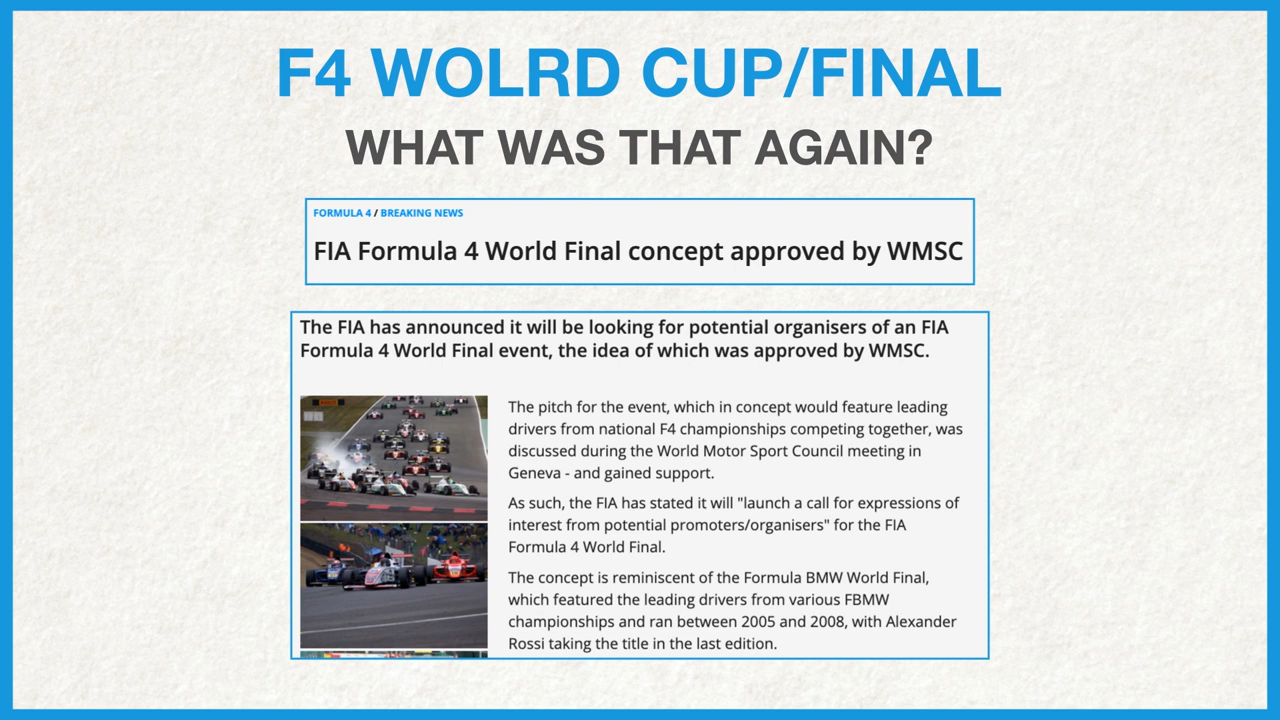 F4 WOLRD CUP/FINAL
WHAT WAS THAT AGAIN?
FORMULA 4 / BREAKING NEWS
FIA Formula 4 World Final concept approved by WMSC
The FIA has announced it will be looking for potential organisers of an FIA
Formula 4 World Final event, the idea of which was approved by WMSC.
The pitch for the event, which in concept would feature leading
drivers from national F4 championships competing together, was
discussed during the World Motor Sport Council meeting in
Geneva - and gained support.
As such, the FIA has stated it will "launch a call for expressions of
interest from potential promoters/organisers" for the FIA
Formula 4 World Final.
The concept is reminiscent of the Formula BMW World Final,
which featured the leading drivers from various FBMW
championships and ran between 2005 and 2008, with Alexander
Rossi taking the title in the last edition.